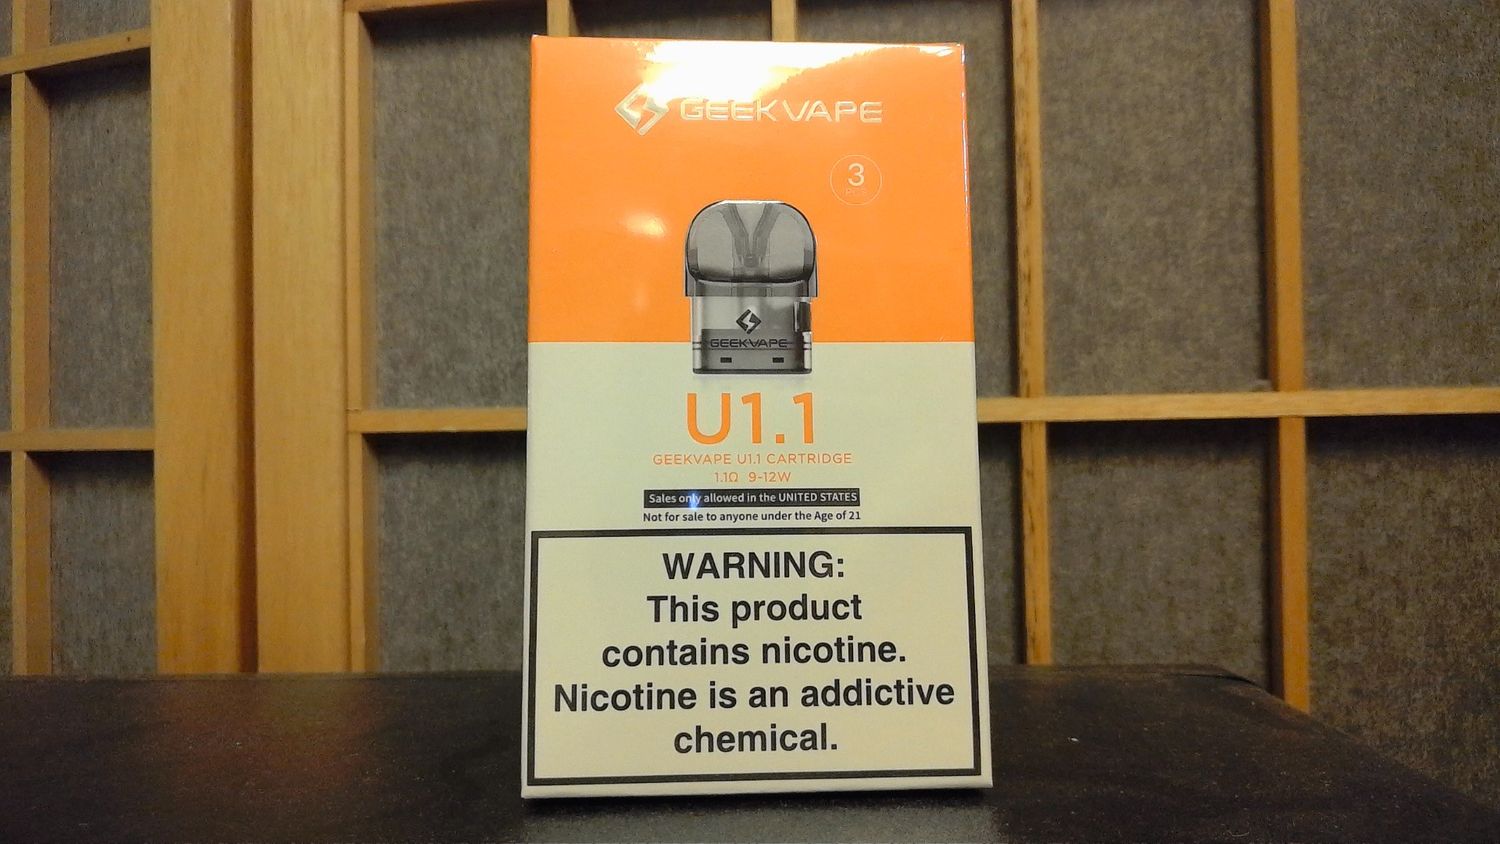 GEEKVAPE
3
GEEKVAPE
U1.1
GEEKVAPE U1.1 CARTRIDGE
1.1Ω 9-12W
Sales only allowed in the UNITED STATES
Not for sale to anyone under the Age of 21
WARNING:
This product
contains nicotine.
Nicotine is an addictive
chemical.